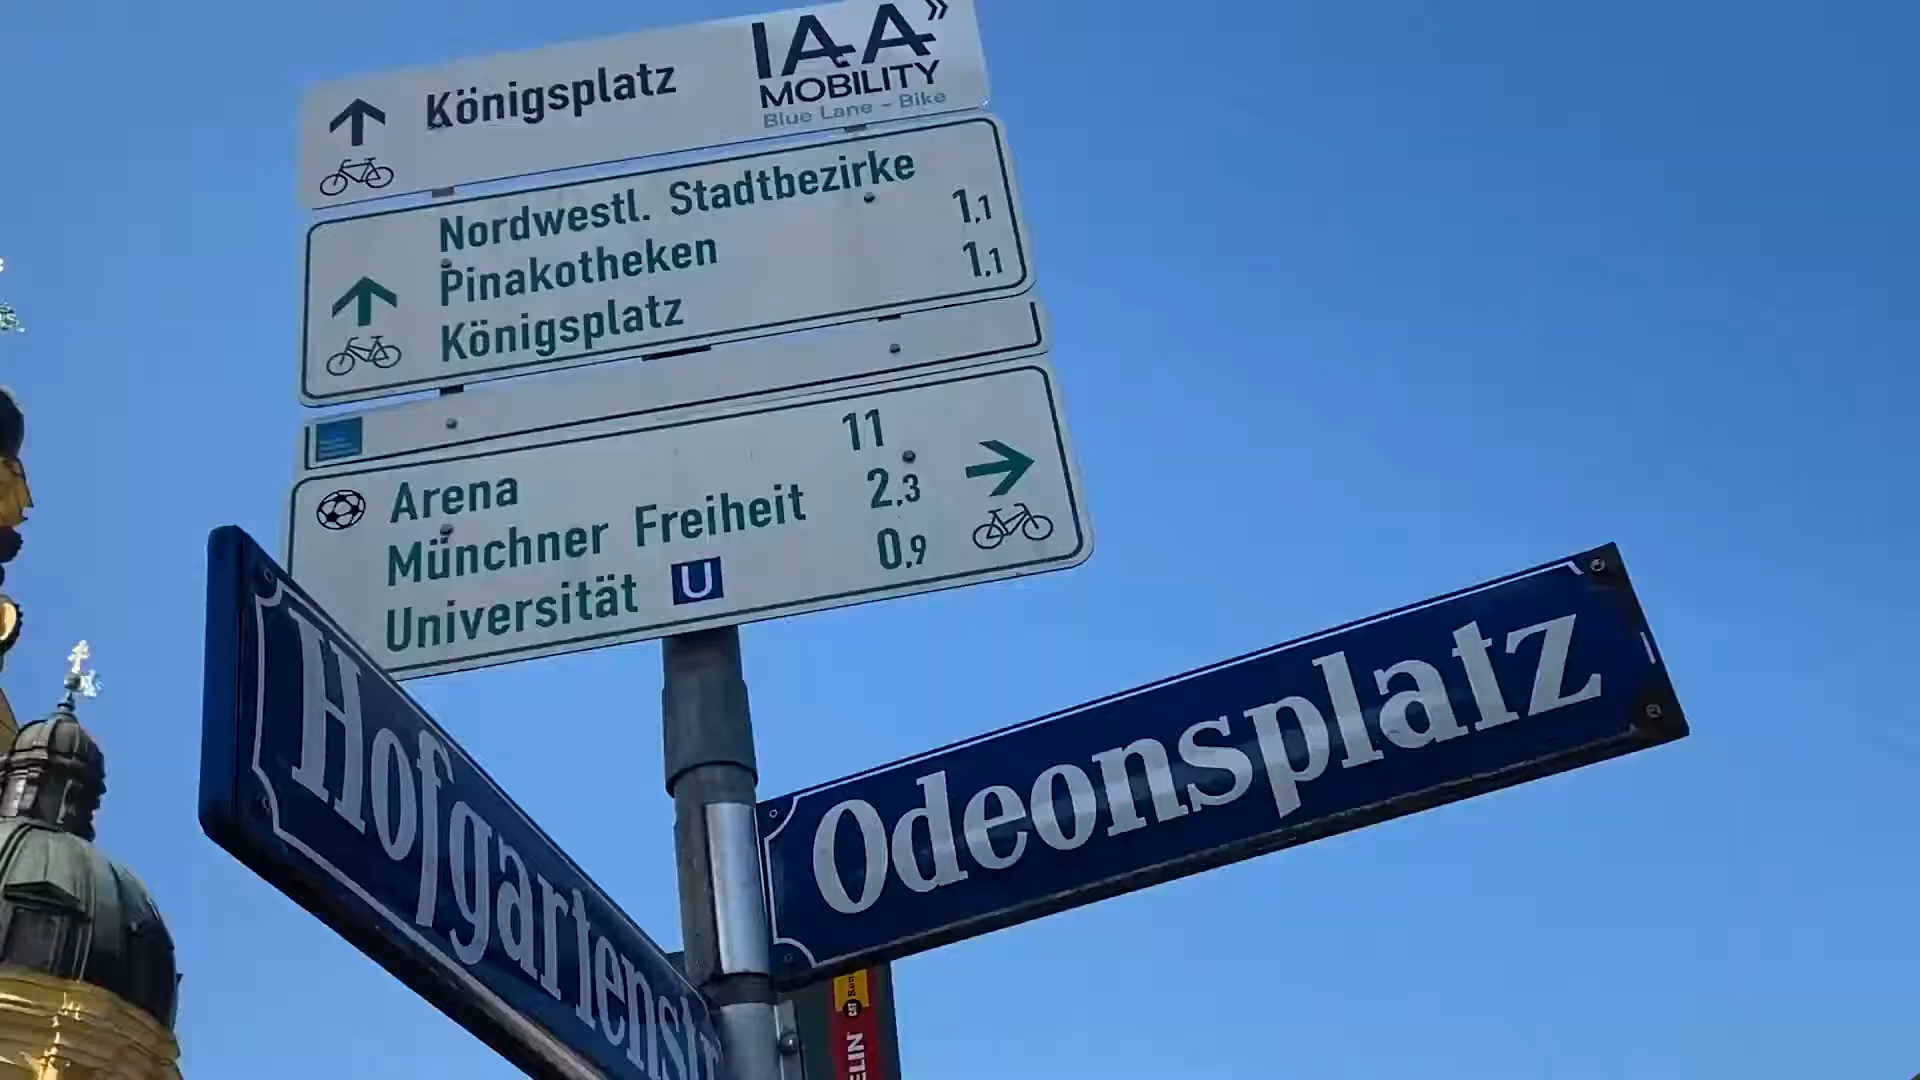 Königsplatz
IAA
MOBILITY
Blue Lane - Bike
Nordwestl. Stadtbezirke
Pinakotheken 1,1
Königsplatz 1,1
Arena 11
Münchner Freiheit 2,3
Universität U 0,9
Hofgartenstr
Odeonsplatz
ELIN